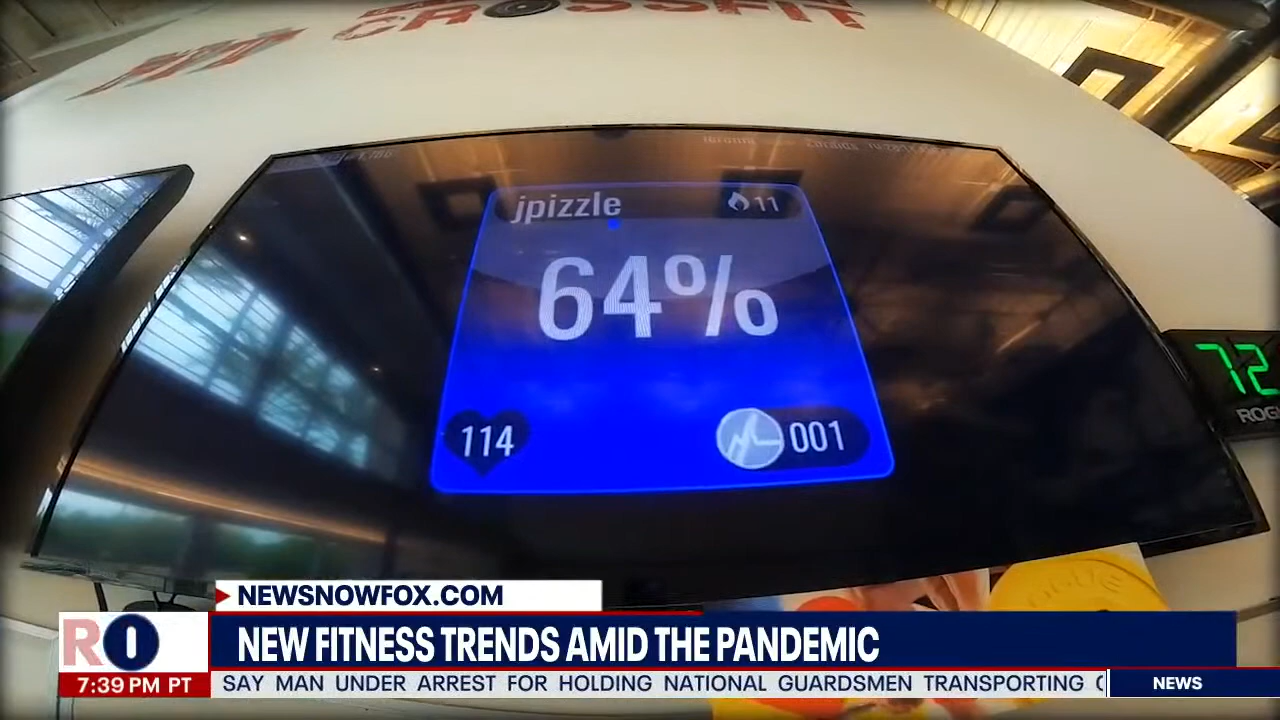 CROSSFIT
jpizzle
11
64%
114
001
72
NEWSNOWFOX.COM
NEW FITNESS TRENDS AMID THE PANDEMIC
7:39 PM PT
SAY MAN UNDER ARREST FOR HOLDING NATIONAL GUARDSMEN TRANSPORTING
NEWS